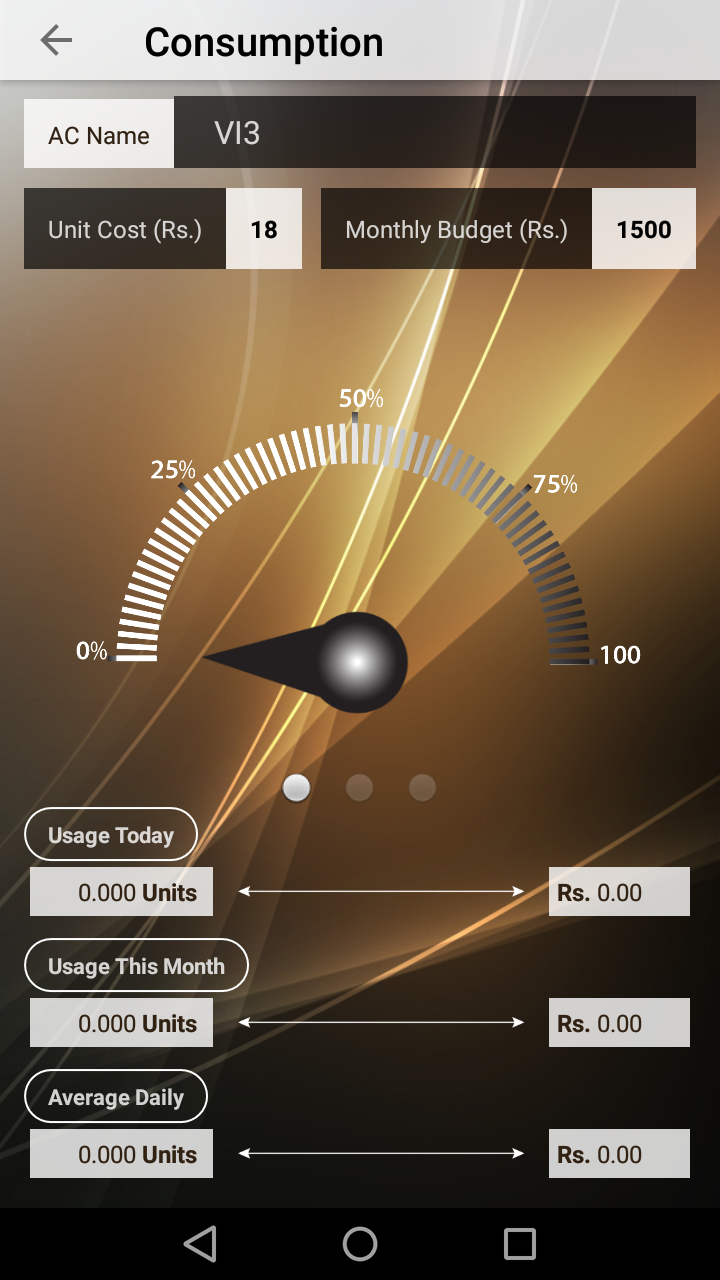 Consumption
AC Name VI3
Unit Cost (Rs.) 18 Monthly Budget (Rs.) 1500
50%
25%
75%
0%
100
Usage Today
0.000 Units Rs. 0.00
Usage This Month
0.000 Units Rs. 0.00
Average Daily
0.000 Units Rs. 0.00